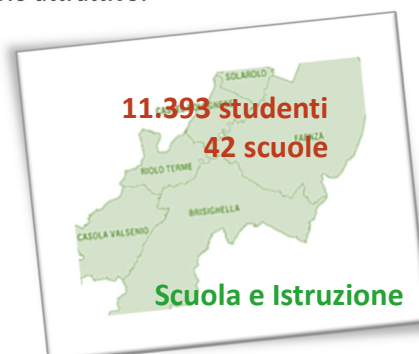 SOLAROLO
11.393 studenti
42 scuole
FAENZA
RIOLO TERME
BRISIGHELLA
CASOLA VALSENIO
Scuola e Istruzione